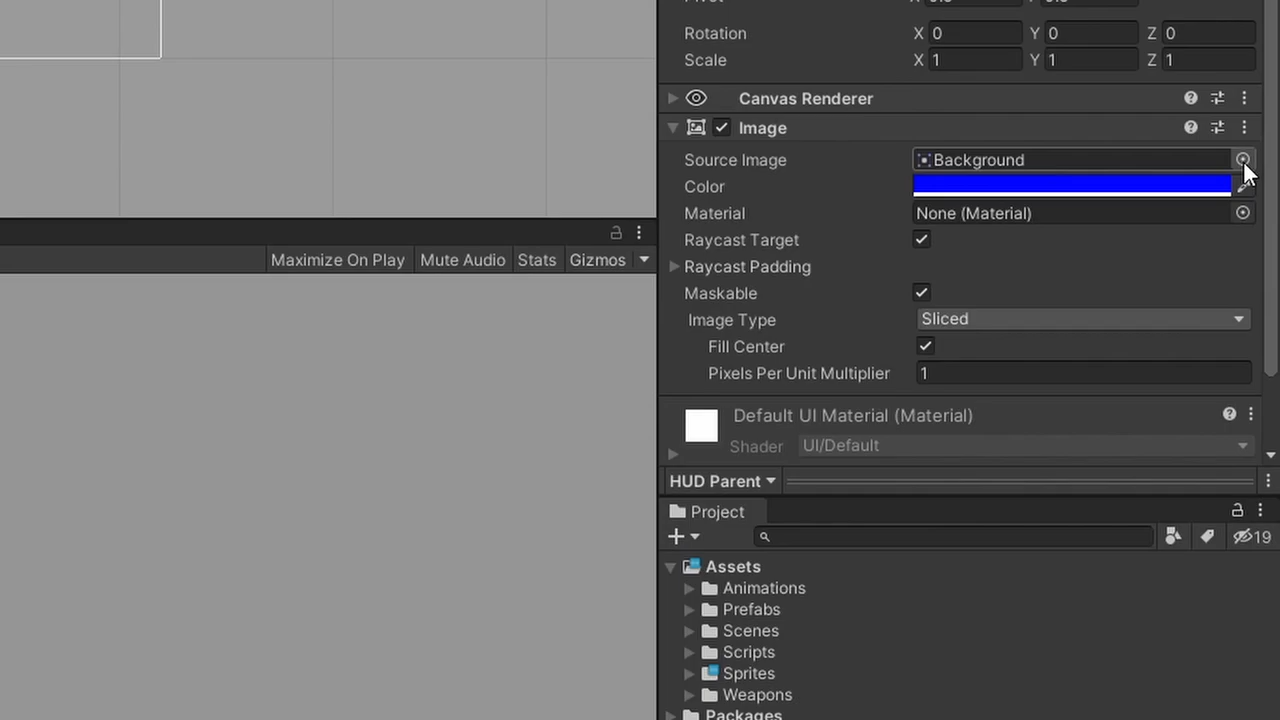 Rotation X 0 Y 0 Z 0
Scale X 1 Y 1 Z 1
Canvas Renderer
Image
Source Image Background
Color
Material None (Material)
Maximize On Play Mute Audio Stats Gizmos
Raycast Target
Raycast Padding
Maskable
Image Type Sliced
Fill Center
Pixels Per Unit Multiplier 1
Default UI Material (Material)
Shader UI/Default
HUD Parent
Project
19
Assets
Animations
Prefabs
Scenes
Scripts
Sprites
Weapons
Packages